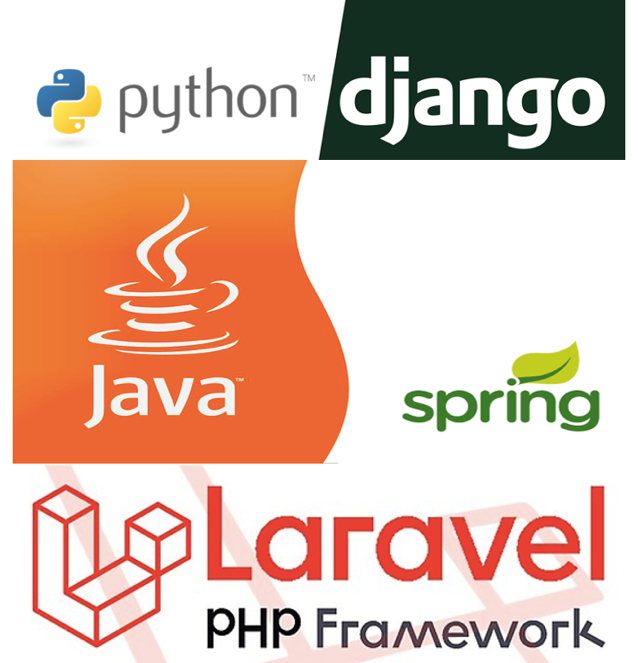 python™
django
Java™
spring
Laravel
PHP Framework